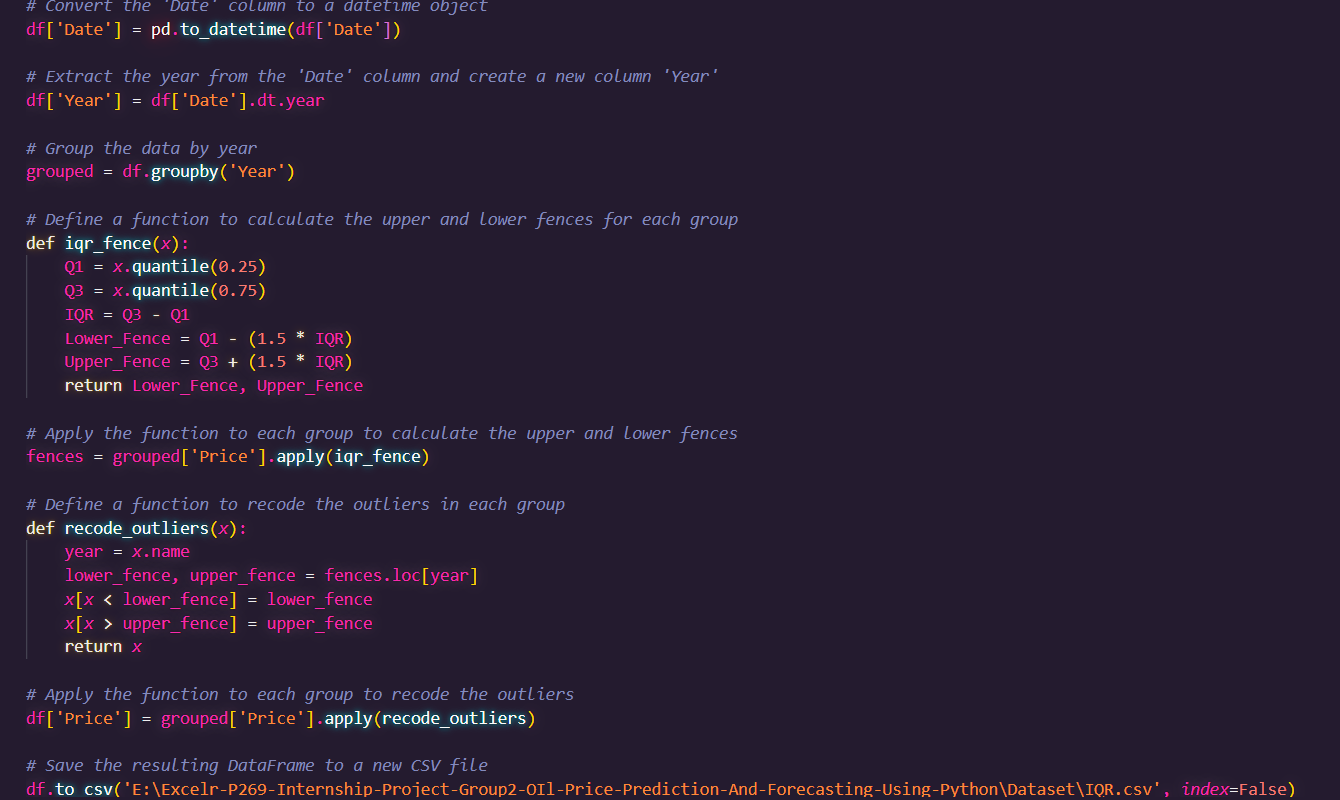 # Convert the 'Date' column to a datetime object
df['Date'] = pd.to_datetime(df['Date'])
# Extract the year from the 'Date' column and create a new column 'Year'
df['Year'] = df['Date'].dt.year
# Group the data by year
grouped = df.groupby('Year')
# Define a function to calculate the upper and lower fences for each group
def iqr_fence(x):
    Q1 = x.quantile(0.25)
    Q3 = x.quantile(0.75)
    IQR = Q3 - Q1
    Lower_Fence = Q1 - (1.5 * IQR)
    Upper_Fence = Q3 + (1.5 * IQR)
    return Lower_Fence, Upper_Fence
# Apply the function to each group to calculate the upper and lower fences
fences = grouped['Price'].apply(iqr_fence)
# Define a function to recode the outliers in each group
def recode_outliers(x):
    year = x.name
    lower_fence, upper_fence = fences.loc[year]
    x[x < lower_fence] = lower_fence
    x[x > upper_fence] = upper_fence
    return x
# Apply the function to each group to recode the outliers
df['Price'] = grouped['Price'].apply(recode_outliers)
# Save the resulting DataFrame to a new CSV file
df.to_csv('E:\Excelr-P269-Internship-Project-Group2-OIl-Price-Prediction-And-Forecasting-Using-Python\Dataset\IQR.csv', index=False)